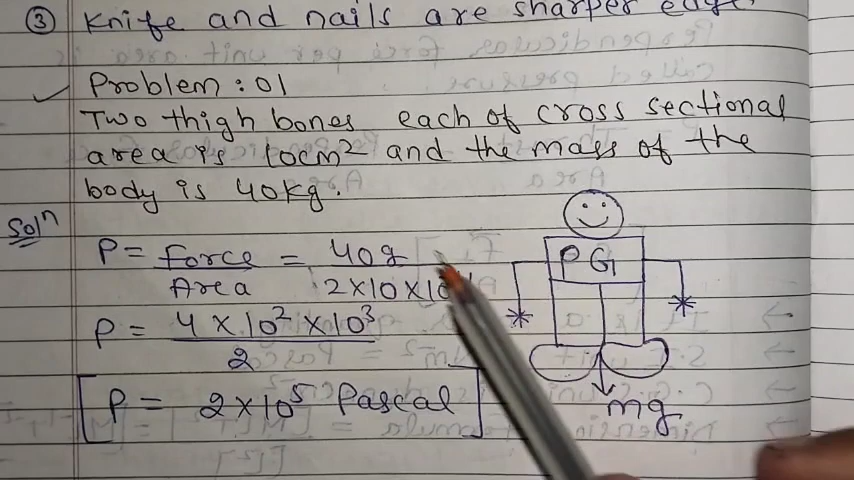 ③ Knife and nails are sharper edge
Problem : 01
Two thigh bones each of cross sectional
area is 10cm² and the mass of the
body is 40kg.
Solⁿ
P = Force / Area = 40g / 2×10×10
P = 4 × 10² × 10³ / 2
P = 2×10⁵ Pascal
PG
mg